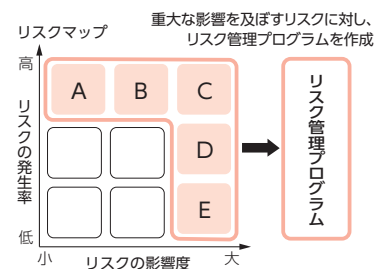 リスクマップ
重大な影響を及ぼすリスクに対し、
リスク管理プログラムを作成
高
リスクの発生率
低
A B C
D
E
小
リスクの影響度
大
リスク管理プログラム